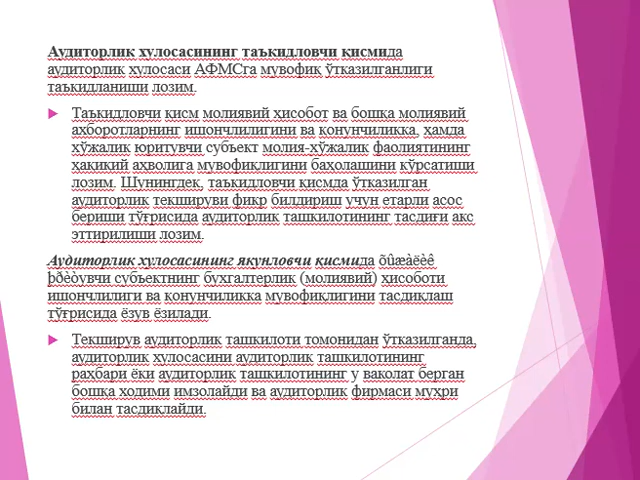 Аудиторлик хулосасининг таъкидловчи қисмида
аудиторлик хулосаси АФМСга мувофиқ ўтказилганлиги
таъкидланиши лозим.
Таъкидловчи қисм молиявий ҳисобот ва бошқа молиявий
ахборотларнинг ишончлилигини ва қонунчиликка, ҳамда
хўжалик юритувчи субъект молия-хўжалик фаолиятининг
ҳақиқий аҳволига мувофиқлигини баҳолашини кўрсатиши
лозим. Шунингдек, таъкидловчи қисмда ўтказилган
аудиторлик текшируви фикр билдириш учун етарли асос
бериши тўғрисида аудиторлик ташкилотининг тасдиғи акс
эттирилиши лозим.
Аудиторлик хулосасининг якунловчи қисмида õûæàëèê
þðèòувчи субъектнинг бухгалтерлик (молиявий) ҳисоботи
ишончлилиги ва қонунчиликка мувофиқлигини тасдиқлаш
тўғрисида ёзув ёзилади.
Текширув аудиторлик ташкилоти томонидан ўтказилганда,
аудиторлик хулосасини аудиторлик ташкилотининг
раҳбари ёки аудиторлик ташкилотининг у ваколат берган
бошқа ходими имзолайди ва аудиторлик фирмаси муҳри
билан тасдиқлайди.